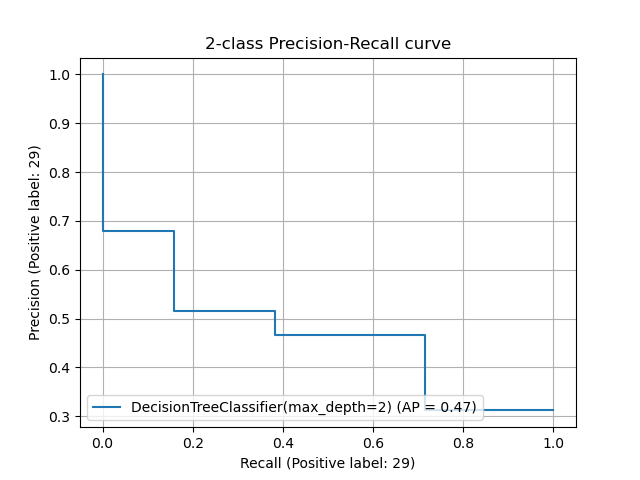 2-class Precision-Recall curve
1.0
0.9
0.8
0.7
0.6
0.5
0.4
0.3
Precision (Positive label: 29)
DecisionTreeClassifier(max_depth=2) (AP = 0.47)
0.0 0.2 0.4 0.6 0.8 1.0
Recall (Positive label: 29)